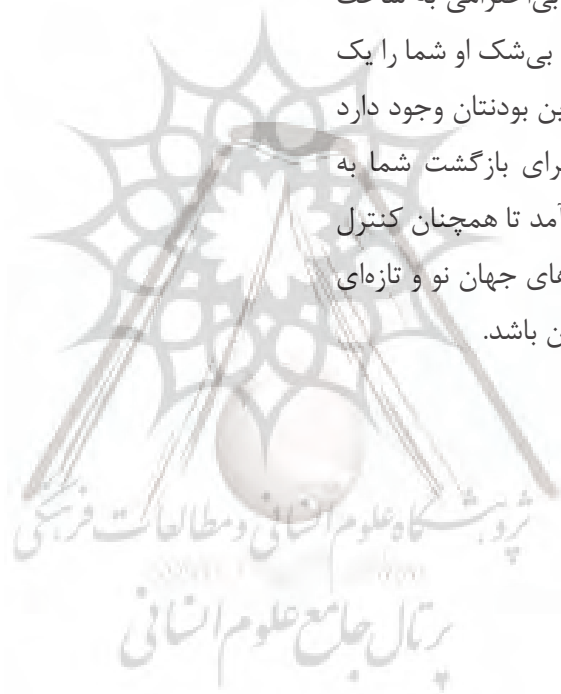 بی‌احترامی به ساحت
بی‌شک او شما را یک
بودنتان وجود دارد
برای بازگشت شما به
تا همچنان کنترل
جهان نو و تازه‌ای
باشد.
پژوهشگاه علوم انسانی و مطالعات فرهنگی
پرتال جامع علوم انسانی